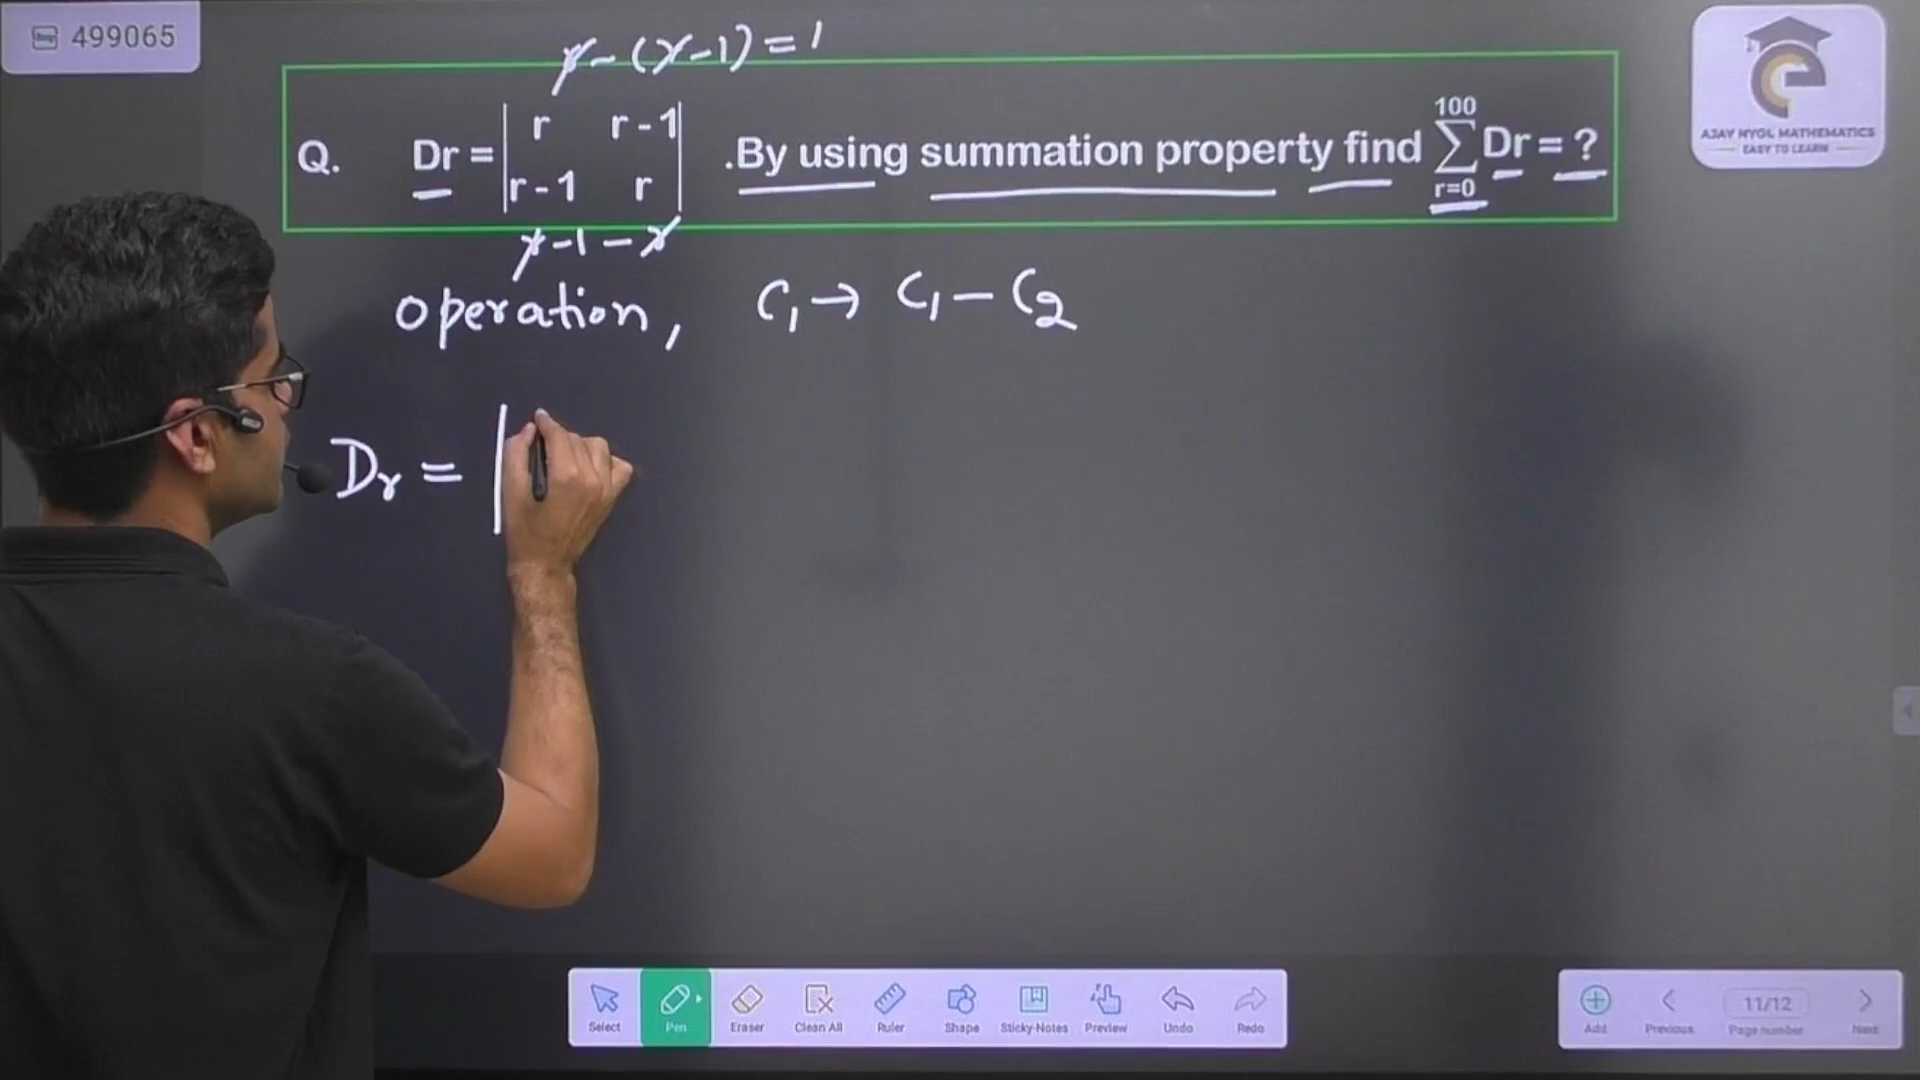 499065
r - (r-1) = 1
Q. Dr = | r r - 1 | .By using summation property find 100 ∑ r=0 Dr = ?
| r - 1 r |
r - 1 - r
operation, C₁ → C₁ - C₂
Dᵣ = |
AJAY NYOL MATHEMATICS
EASY TO LEARN
Select Pen Eraser Clean All Ruler Shape Sticky-Notes Preview Undo Redo
Add Previous 11/12 Page number Next